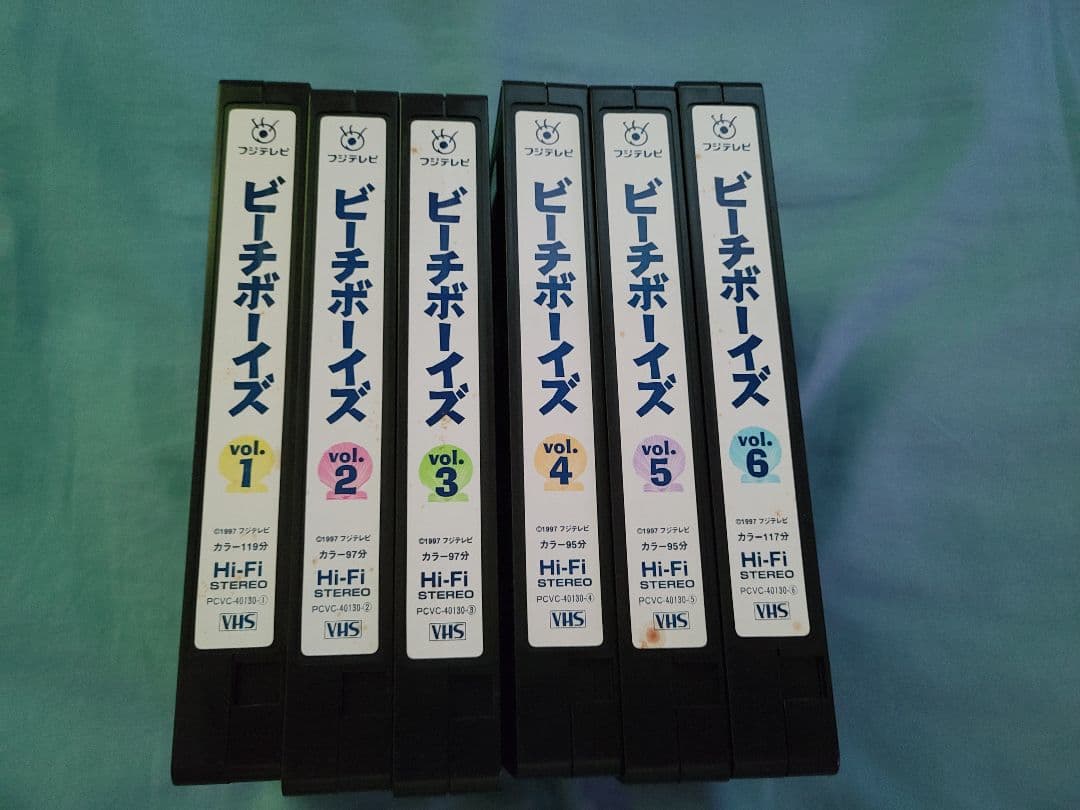 フジテレビ
ビーチボーイズ
vol.
1
©1997 フジテレビ
カラー119分
Hi-Fi
STEREO
PCVC-40130-①
VHS
フジテレビ
ビーチボーイズ
vol.
2
©1997 フジテレビ
カラー97分
Hi-Fi
STEREO
PCVC-40130-②
VHS
フジテレビ
ビーチボーイズ
vol.
3
©1997 フジテレビ
カラー97分
Hi-Fi
STEREO
PCVC-40130-③
VHS
フジテレビ
ビーチボーイズ
vol.
4
©1997 フジテレビ
カラー95分
Hi-Fi
STEREO
PCVC-40130-④
VHS
フジテレビ
ビーチボーイズ
vol.
5
©1997 フジテレビ
カラー95分
Hi-Fi
STEREO
PCVC-40130-⑤
VHS
フジテレビ
ビーチボーイズ
vol.
6
©1997 フジテレビ
カラー117分
Hi-Fi
STEREO
PCVC-40130-⑥
VHS